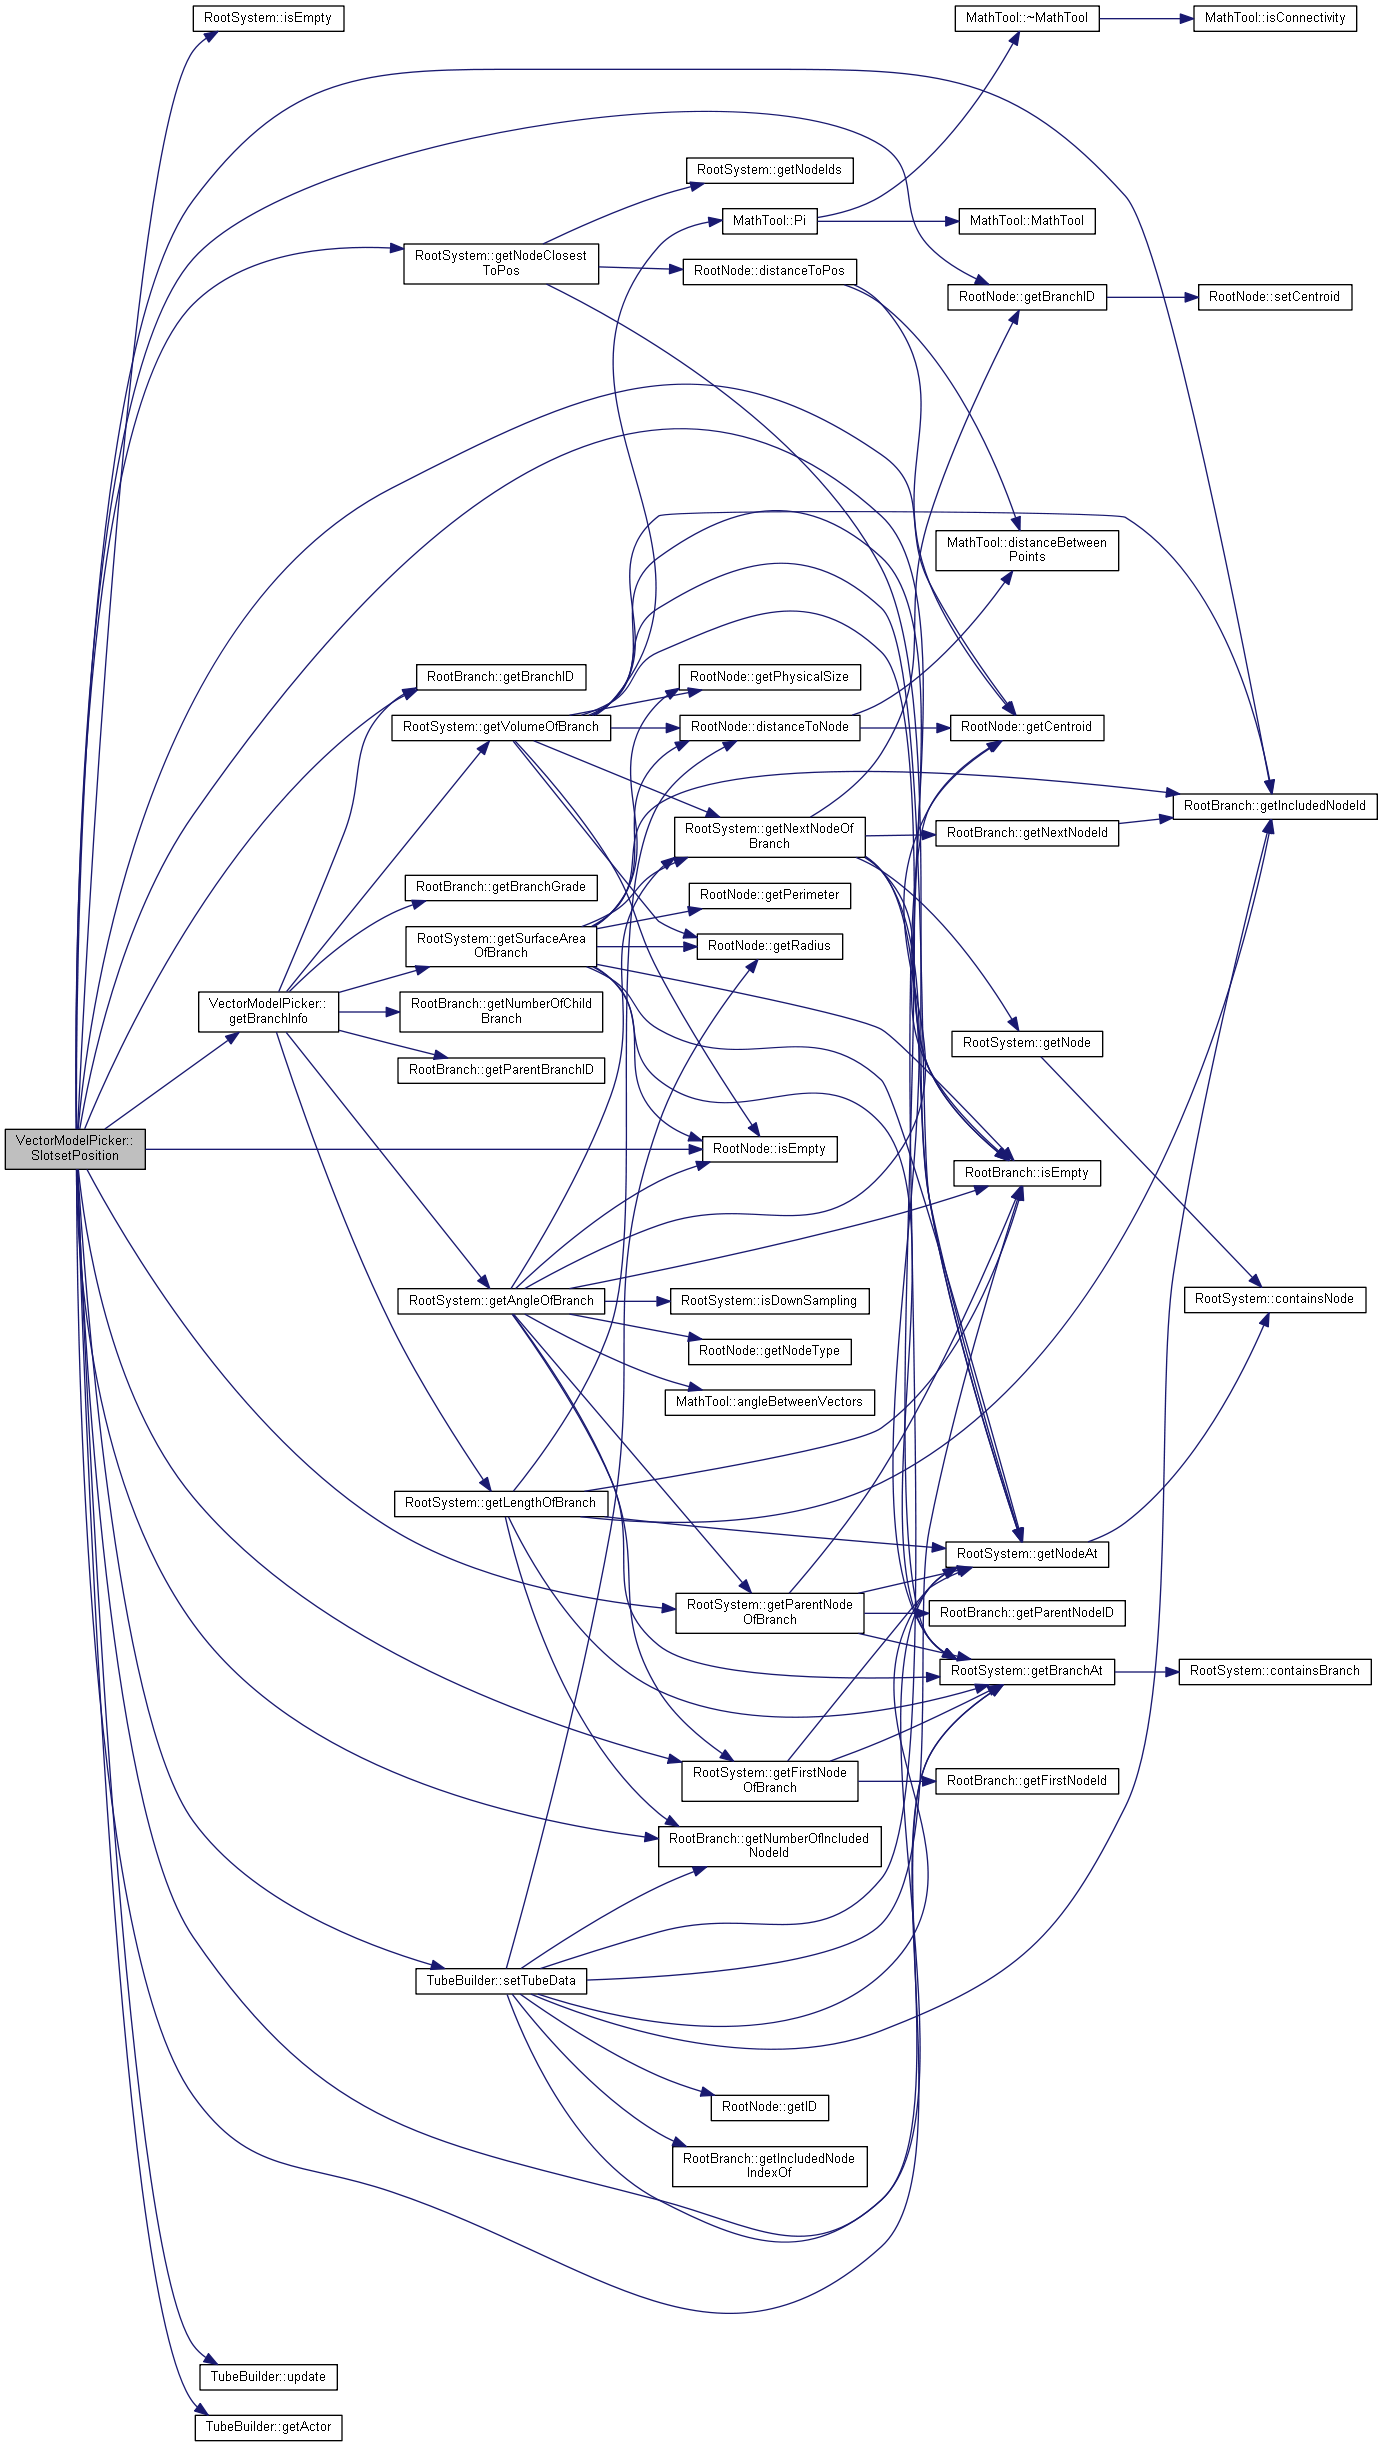 RootSystem::isEmpty
MathTool::~MathTool
MathTool::isConnectivity
RootSystem::getNodeIds
MathTool::Pi
MathTool::MathTool
RootSystem::getNodeClosest
ToPos
RootNode::distanceToPos
RootNode::getBranchID
RootNode::setCentroid
MathTool::distanceBetween
Points
RootBranch::getBranchID
RootNode::getPhysicalSize
RootSystem::getVolumeOfBranch
RootNode::distanceToNode
RootNode::getCentroid
RootBranch::getIncludedNodeId
RootSystem::getNextNodeOf
Branch
RootBranch::getNextNodeId
RootBranch::getBranchGrade
RootNode::getPerimeter
RootSystem::getSurfaceArea
OfBranch
RootNode::getRadius
VectorModelPicker::
getBranchInfo
RootBranch::getNumberOfChild
Branch
RootSystem::getNode
RootBranch::getParentBranchID
VectorModelPicker::
SlotsetPosition
RootNode::isEmpty
RootBranch::isEmpty
RootSystem::getAngleOfBranch
RootSystem::isDownSampling
RootSystem::containsNode
RootNode::getNodeType
MathTool::angleBetweenVectors
RootSystem::getLengthOfBranch
RootSystem::getNodeAt
RootSystem::getParentNode
OfBranch
RootBranch::getParentNodeID
RootSystem::getBranchAt
RootSystem::containsBranch
RootSystem::getFirstNode
OfBranch
RootBranch::getFirstNodeId
RootBranch::getNumberOfIncluded
NodeId
TubeBuilder::setTubeData
RootNode::getID
RootBranch::getIncludedNode
IndexOf
TubeBuilder::update
TubeBuilder::getActor